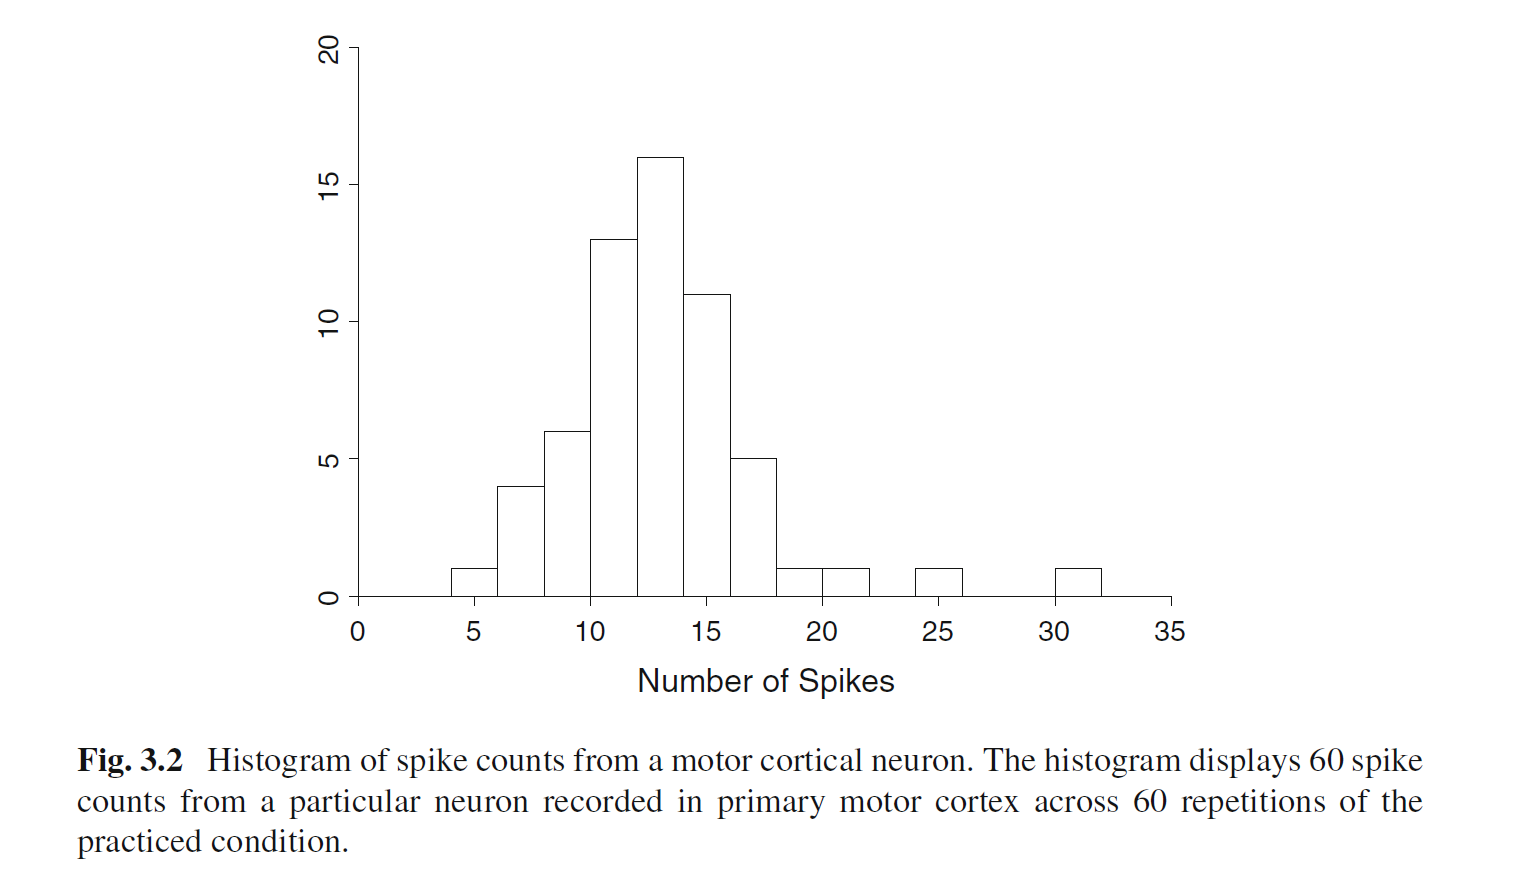 20
15
10
5
0
0 5 10 15 20 25 30 35
Number of Spikes
Fig. 3.2 Histogram of spike counts from a motor cortical neuron. The histogram displays 60 spike
counts from a particular neuron recorded in primary motor cortex across 60 repetitions of the
practiced condition.